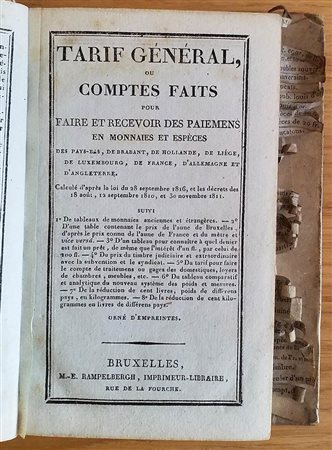 TARIF GÉNÉRAL,
OU
COMPTES FAITS
POUR
FAIRE ET RECEVOIR DES PAIEMENS
EN MONNAIES ET ESPÈCES
DES PAYS-BAS, DE BRABANT, DE HOLLANDE, DE LIÉGE,
DE LUXEMBOURG, DE FRANCE, D'ALLEMAGNE ET
D'ANGLETERRE.
Calculé d'après la loi du 28 septembre 1816, et les décrets des
18 août, 12 septembre 1810, et 30 novembre 1811.
SUIVI
1° De tableaux de monnaies anciennes et étrangères. — 2°
D'une table contenant le prix de l'aune de Bruxelles,
d'après le prix connu de l'aune de France et du mètre et
vice versâ. — 3° D'un tableau pour connaître à quel denier
est fait un prêt, de même que l'intérêt d'un fl., par celui de
100 fl. — 4° Du prix du timbre judiciaire et extraordinaire
avec la subvention et le syndicat. — 5° Du tarif pour faire
le compte de traitemens ou gages des domestiques, loyers
de chambres, meubles, etc. — 6° Du tableau comparatif
et analytique du nouveau système des poids et mesures.
— 7° De la réduction de cent livres, poids de différens
pays, en kilogrammes. — 8° De la réduction de cent kilo-
grammes en livres de différens pays.
ORNÉ D'EMPREINTES.
BRUXELLES,
M.-E. RAMPELBERGH, IMPRIMEUR-LIBRAIRE,
RUE DE LA FOURCHE.